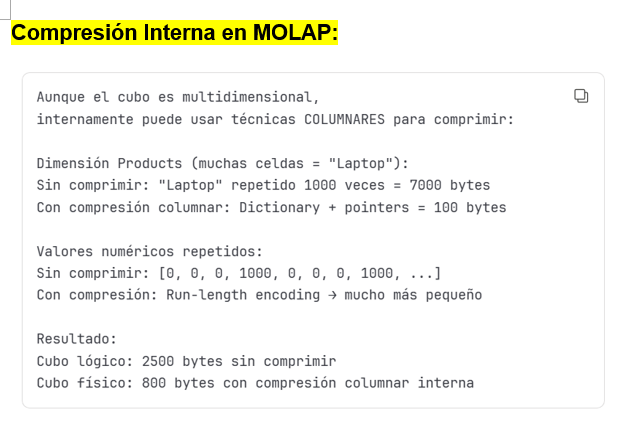 Compresión Interna en MOLAP:
Aunque el cubo es multidimensional,
internamente puede usar técnicas COLUMNARES para comprimir:
Dimensión Products (muchas celdas = "Laptop"):
Sin comprimir: "Laptop" repetido 1000 veces = 7000 bytes
Con compresión columnar: Dictionary + pointers = 100 bytes
Valores numéricos repetidos:
Sin comprimir: [0, 0, 0, 1000, 0, 0, 0, 1000, ...]
Con compresión: Run-length encoding → mucho más pequeño
Resultado:
Cubo lógico: 2500 bytes sin comprimir
Cubo físico: 800 bytes con compresión columnar interna